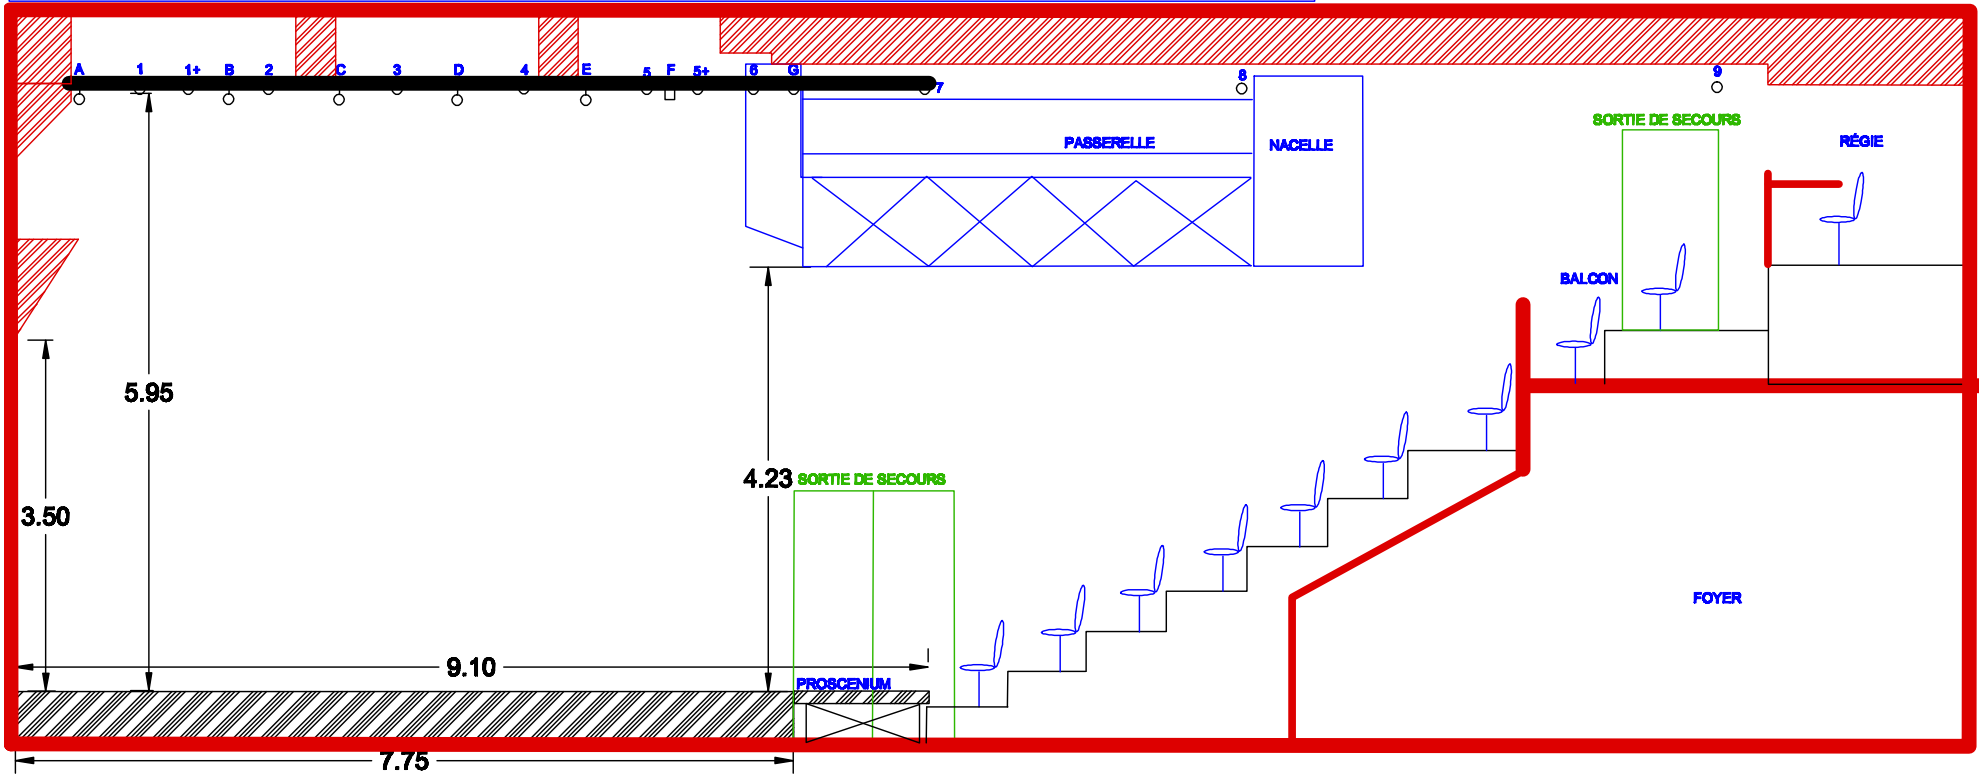 A 1 1+ B 2 C 3 D 4 E 5 F 5+ 6 G 7 8 9
SORTIE DE SECOURS
PASSERELLE
NACELLE
RÉGIE
BALCON
5.95
4.23
SORTIE DE SECOURS
3.50
FOYER
9.10
PROSCENIUM
7.75